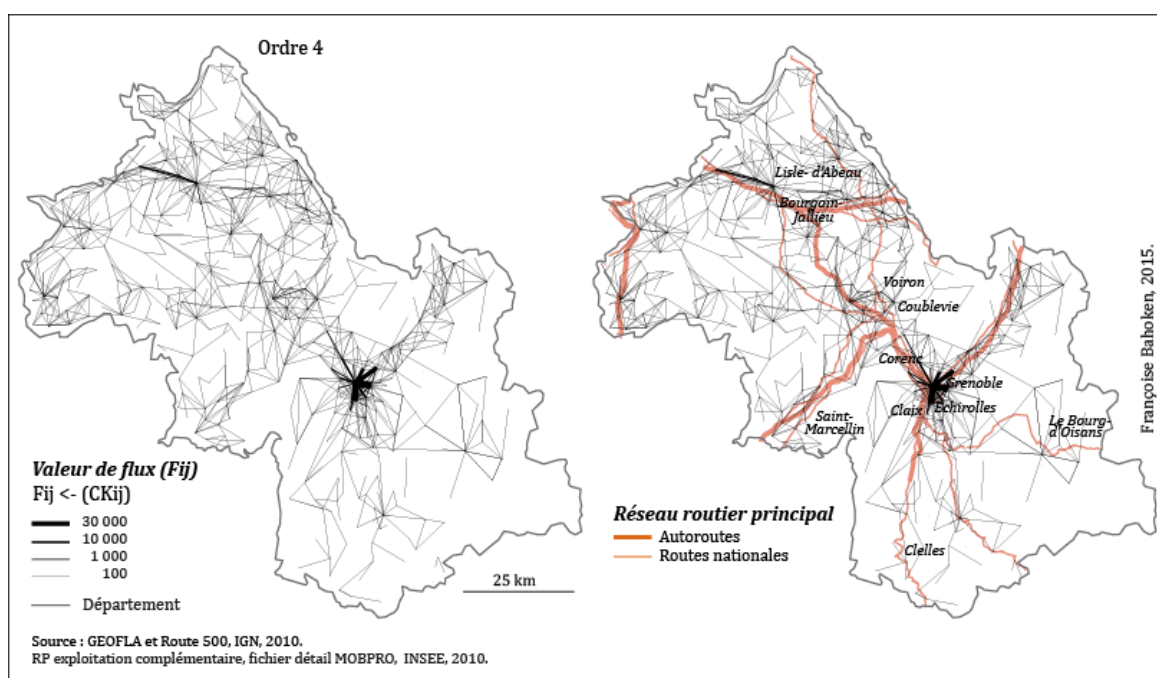 Ordre 4
Valeur de flux (Fij)
Fij <- (CKij)
30 000
10 000
1 000
100
Département
25 km
Source : GEOFLA et Route 500, IGN, 2010.
RP exploitation complémentaire, fichier détail MOBPRO, INSEE, 2010.
Lisle- d'Abeau
Bourgoin-
Jallieu
Voiron
Coublevie
Corenc
Grenoble
Claix
Echirolles
Saint-
Marcellin
Le Bourg-
d'Oisans
Clelles
Réseau routier principal
Autoroutes
Routes nationales
Françoise Bahoken, 2015.